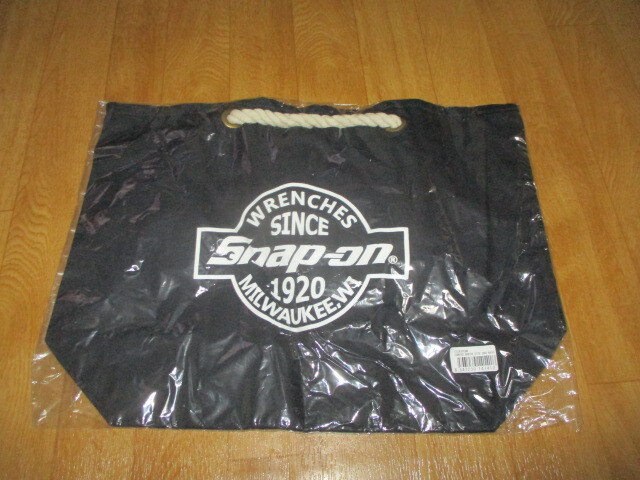 WRENCHES
SINCE
Snap-on®
1920
MILWAUKEE, WI